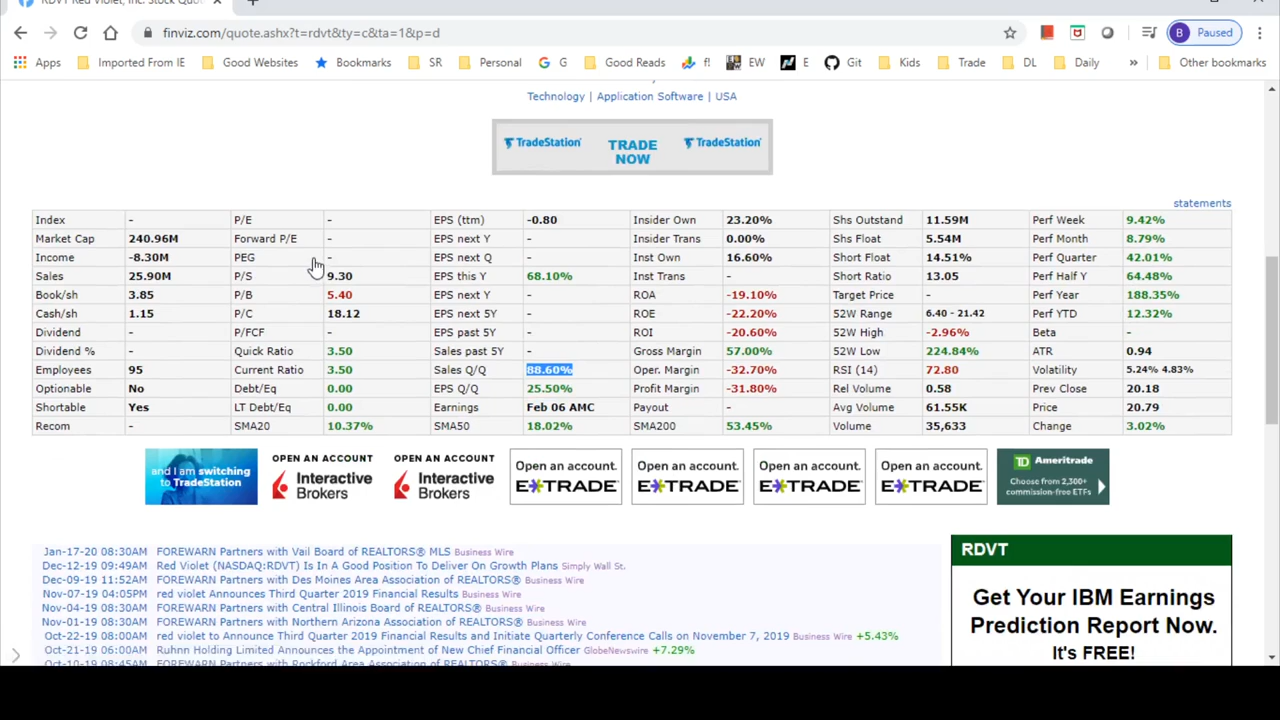 RDVT Red Violet, Inc. Stock Quo
finviz.com/quote.ashx?t=rdvt&ty=c&ta=1&p=d
B Paused
Apps Imported From IE Good Websites Bookmarks SR Personal G G Good Reads f! EW E Git Kids Trade DL Daily » Other bookmarks
Technology | Application Software | USA
TradeStation TRADE NOW TradeStation
statements
Index - P/E - EPS (ttm) -0.80 Insider Own 23.20% Shs Outstand 11.59M Perf Week 9.42%
Market Cap 240.96M Forward P/E - EPS next Y - Insider Trans 0.00% Shs Float 5.54M Perf Month 8.79%
Income -8.30M PEG - EPS next Q - Inst Own 16.60% Short Float 14.51% Perf Quarter 42.01%
Sales 25.90M P/S 9.30 EPS this Y 68.10% Inst Trans - Short Ratio 13.05 Perf Half Y 64.48%
Book/sh 3.85 P/B 5.40 EPS next Y - ROA -19.10% Target Price - Perf Year 188.35%
Cash/sh 1.15 P/C 18.12 EPS next 5Y - ROE -22.20% 52W Range 6.40 - 21.42 Perf YTD 12.32%
Dividend - P/FCF - EPS past 5Y - ROI -20.60% 52W High -2.96% Beta -
Dividend % - Quick Ratio 3.50 Sales past 5Y - Gross Margin 57.00% 52W Low 224.84% ATR 0.94
Employees 95 Current Ratio 3.50 Sales Q/Q 88.60% Oper. Margin -32.70% RSI (14) 72.80 Volatility 5.24% 4.83%
Optionable No Debt/Eq 0.00 EPS Q/Q 25.50% Profit Margin -31.80% Rel Volume 0.58 Prev Close 20.18
Shortable Yes LT Debt/Eq 0.00 Earnings Feb 06 AMC Payout - Avg Volume 61.55K Price 20.79
Recom - SMA20 10.37% SMA50 18.02% SMA200 53.45% Volume 35,633 Change 3.02%
and I am switching to TradeStation
OPEN AN ACCOUNT Interactive Brokers
OPEN AN ACCOUNT Interactive Brokers
Open an account. E*TRADE
Open an account. E*TRADE
Open an account. E*TRADE
Open an account. E*TRADE
TD Ameritrade Choose from 2,300+ commission-free ETFs
Jan-17-20 08:30AM FOREWARN Partners with Vail Board of REALTORS® MLS Business Wire
Dec-12-19 09:49AM Red Violet (NASDAQ:RDVT) Is In A Good Position To Deliver On Growth Plans Simply Wall St.
Dec-09-19 11:52AM FOREWARN Partners with Des Moines Area Association of REALTORS® Business Wire
Nov-07-19 04:05PM red violet Announces Third Quarter 2019 Financial Results Business Wire
Nov-04-19 08:30AM FOREWARN Partners with Central Illinois Board of REALTORS® Business Wire
Nov-01-19 08:30AM FOREWARN Partners with Northern Arizona Association of REALTORS® Business Wire
Oct-22-19 08:00AM red violet to Announce Third Quarter 2019 Financial Results and Initiate Quarterly Conference Calls on November 7, 2019 Business Wire +5.43%
Oct-21-19 06:00AM Ruhnn Holding Limited Announces the Appointment of New Chief Financial Officer GlobeNewswire +7.29%
Oct-10-19 08:45AM FOREWARN Partners with Rockford Area Association of REALTORS® Business Wire
RDVT
Get Your IBM Earnings
Prediction Report Now.
It's FREE!